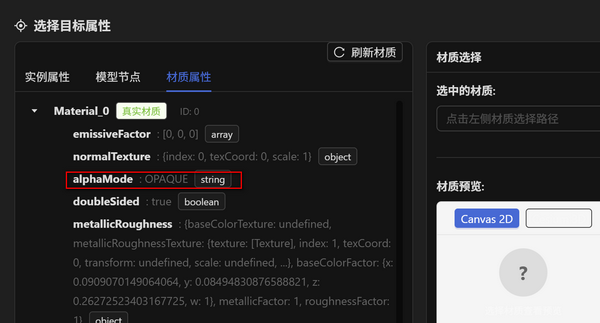 选择目标属性
刷新材质
实例属性 模型节点 材质属性
Material_0 真实材质 ID: 0
emissiveFactor : [0, 0, 0] array
normalTexture : {index: 0, texCoord: 0, scale: 1} object
alphaMode : OPAQUE string
doubleSided : true boolean
metallicRoughness : {baseColorTexture: undefined,
metallicRoughnessTexture: {texture: [Texture], index: 1, texCoord:
0, transform: undefined, scale: undefined, ...}, baseColorFactor: {x:
0.0909070149064064, y: 0.08494830876588821, z:
0.26272523403167725, w: 1}, metallicFactor: 1, roughnessFactor:
1} object
材质选择
选中的材质:
点击左侧材质选择路径
材质预览:
Canvas 2D
?